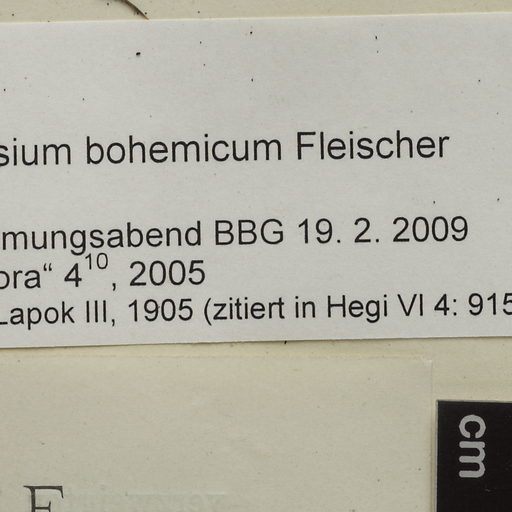 sium bohemicum Fleischer
mungsabend BBG 19. 2. 2009
ora“ 4¹⁰, 2005
Lapok III, 1905 (zitiert in Hegi VI 4: 915
cm
F